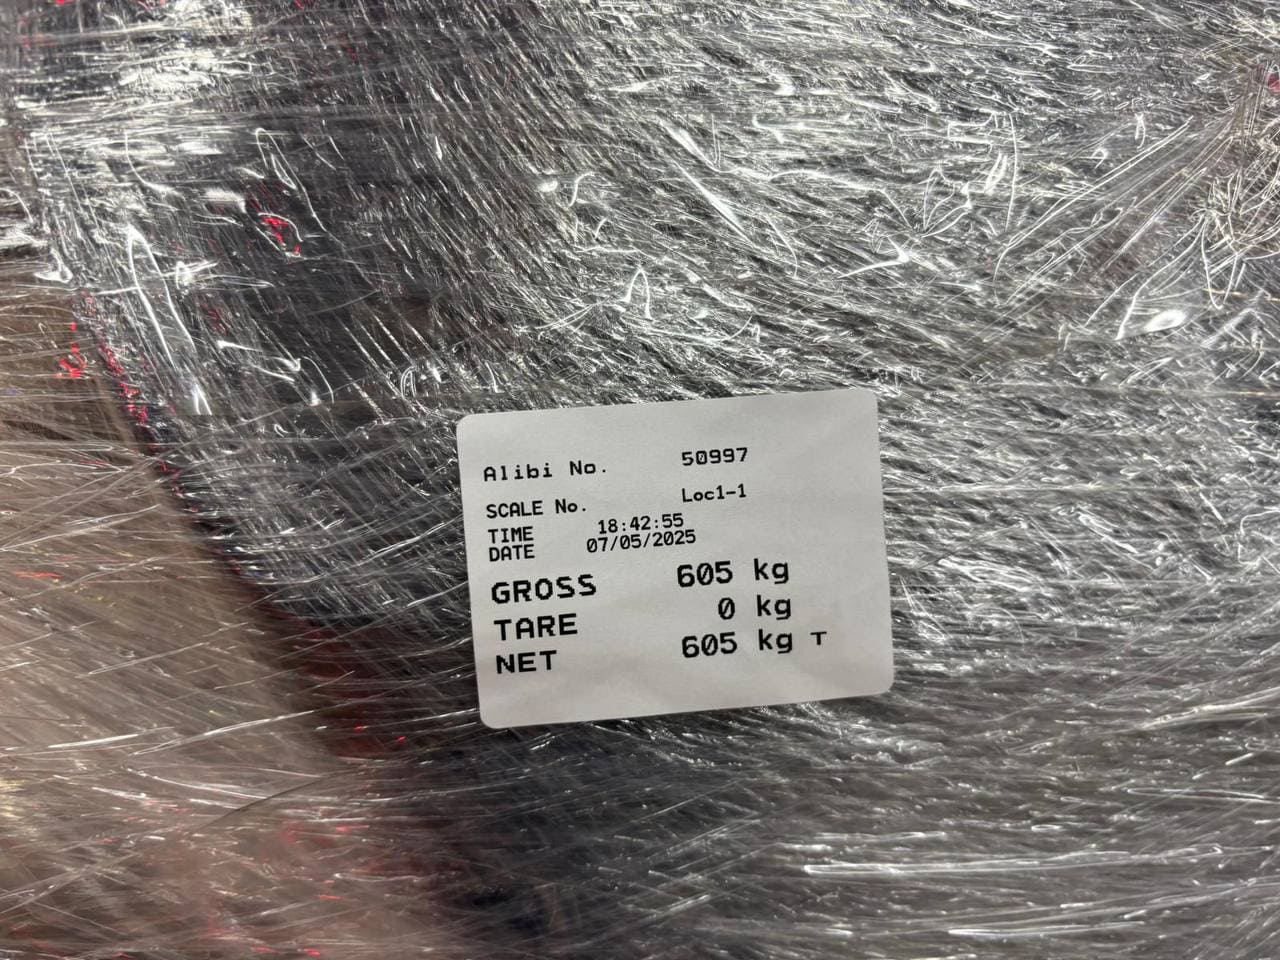 Alibi No. 50997
SCALE No. Loc1-1
TIME 18:42:55
DATE 07/05/2025
GROSS 605 kg
TARE 0 kg
NET 605 kg T